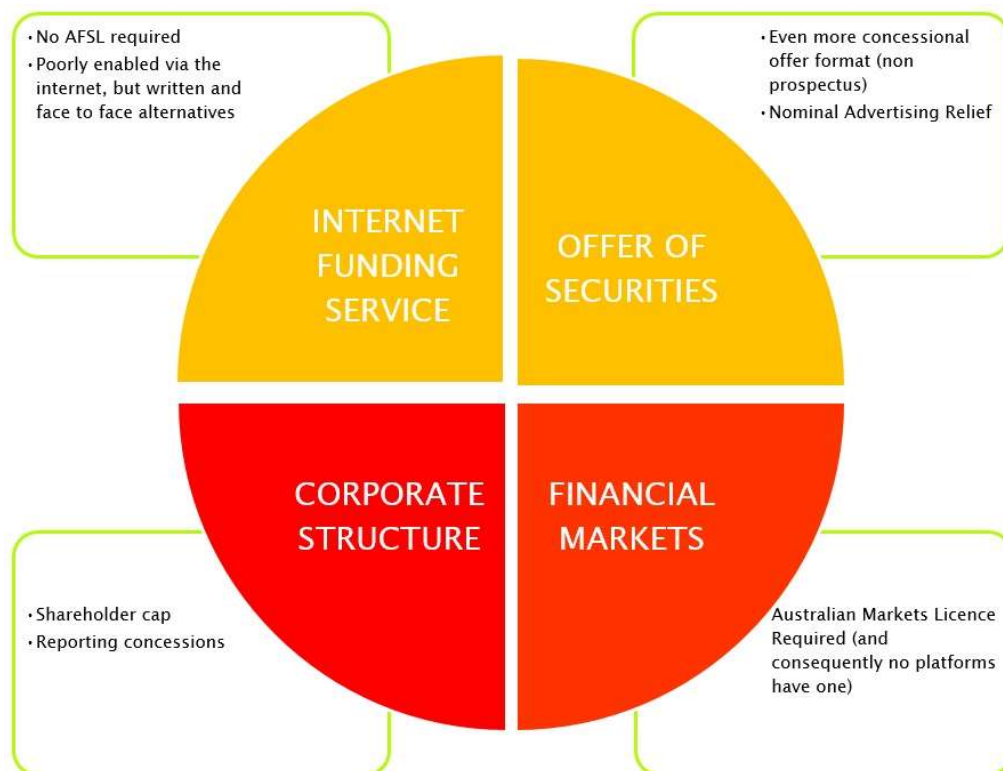 · No AFSL required
· Poorly enabled via the
internet, but written and
face to face alternatives
· Even more concessional
offer format (non
prospectus)
· Nominal Advertising Relief
INTERNET
FUNDING
SERVICE
OFFER OF
SECURITIES
CORPORATE
STRUCTURE
FINANCIAL
MARKETS
· Shareholder cap
· Reporting concessions
Australian Markets Licence
Required (and
consequently no platforms
have one)